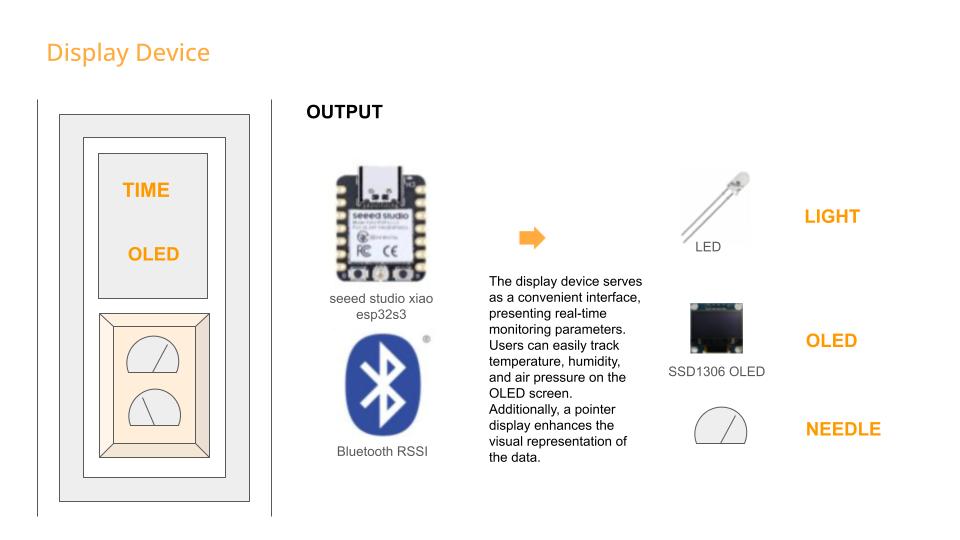 Display Device
OUTPUT
TIME
OLED
seeed studio
FC CE
seeed studio xiao
esp32s3
®
Bluetooth RSSI
The display device serves
as a convenient interface,
presenting real-time
monitoring parameters.
Users can easily track
temperature, humidity,
and air pressure on the
OLED screen.
Additionally, a pointer
display enhances the
visual representation of
the data.
LED
LIGHT
SSD1306 OLED
OLED
NEEDLE